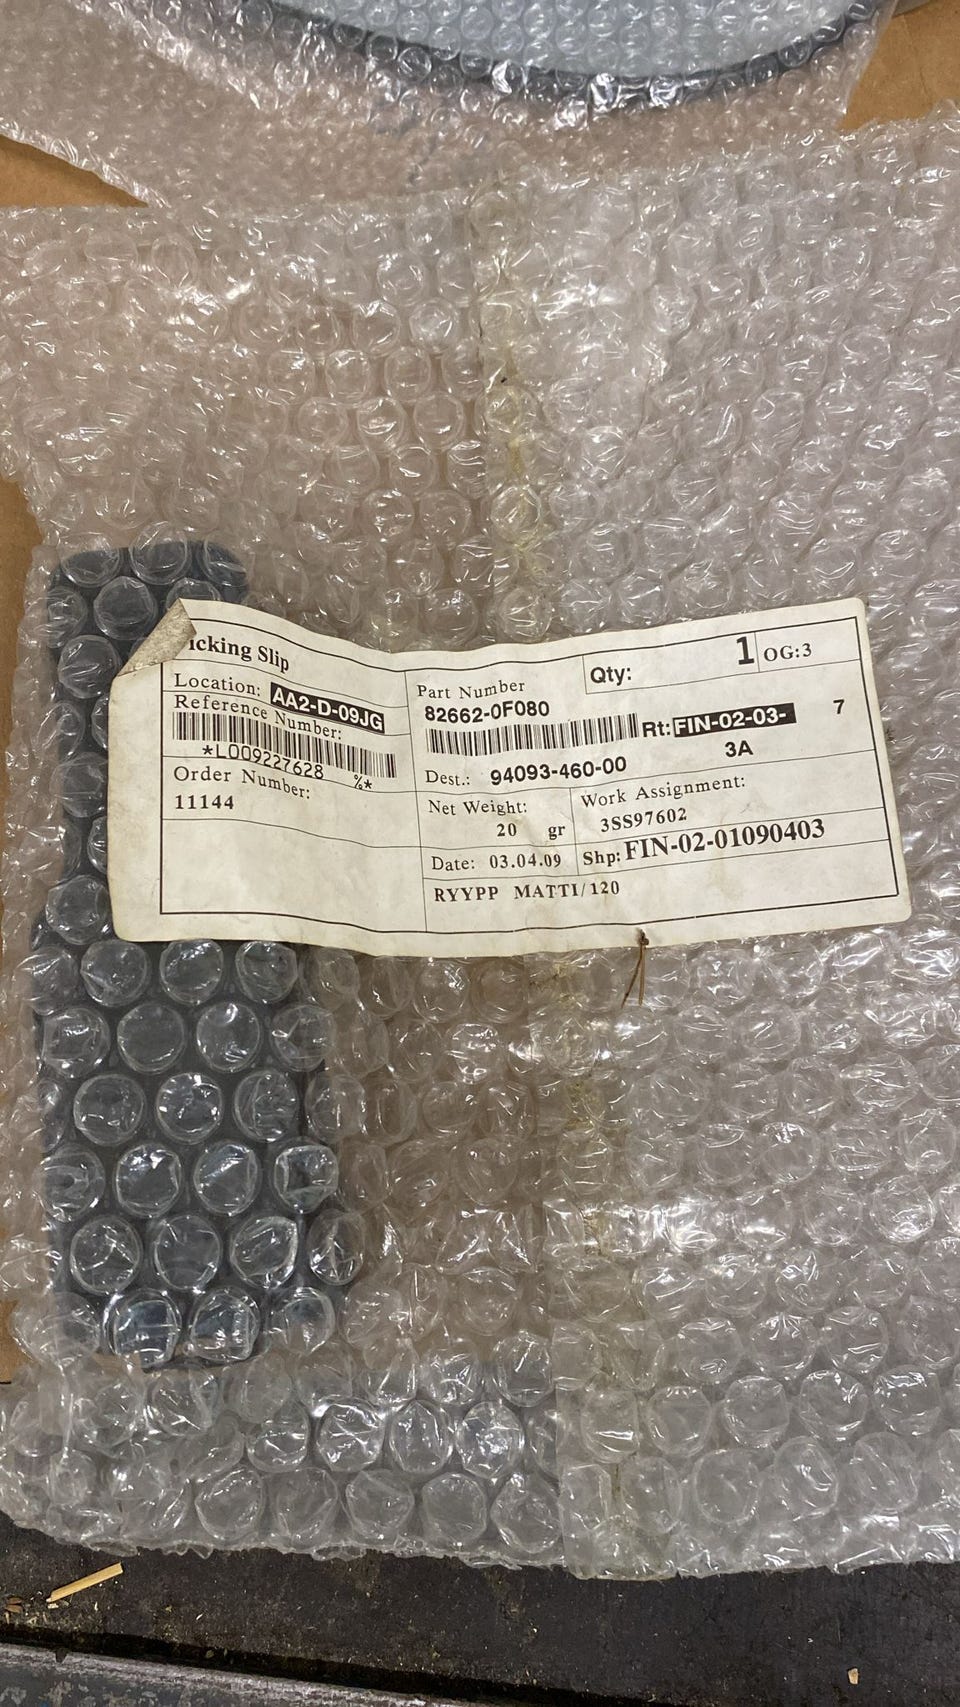 icking Slip
Location: AA2-D-09JG
Reference Number:
*L009227628 %*
Order Number:
11144
Part Number
82662-0F080
Qty: 1 OG:3
Rt: FIN-02-03- 7
3A
Dest.: 94093-460-00
Net Weight:
20 gr
Work Assignment:
3SS97602
Date: 03.04.09
Shp: FIN-02-01090403
RYYPP MATTI/120